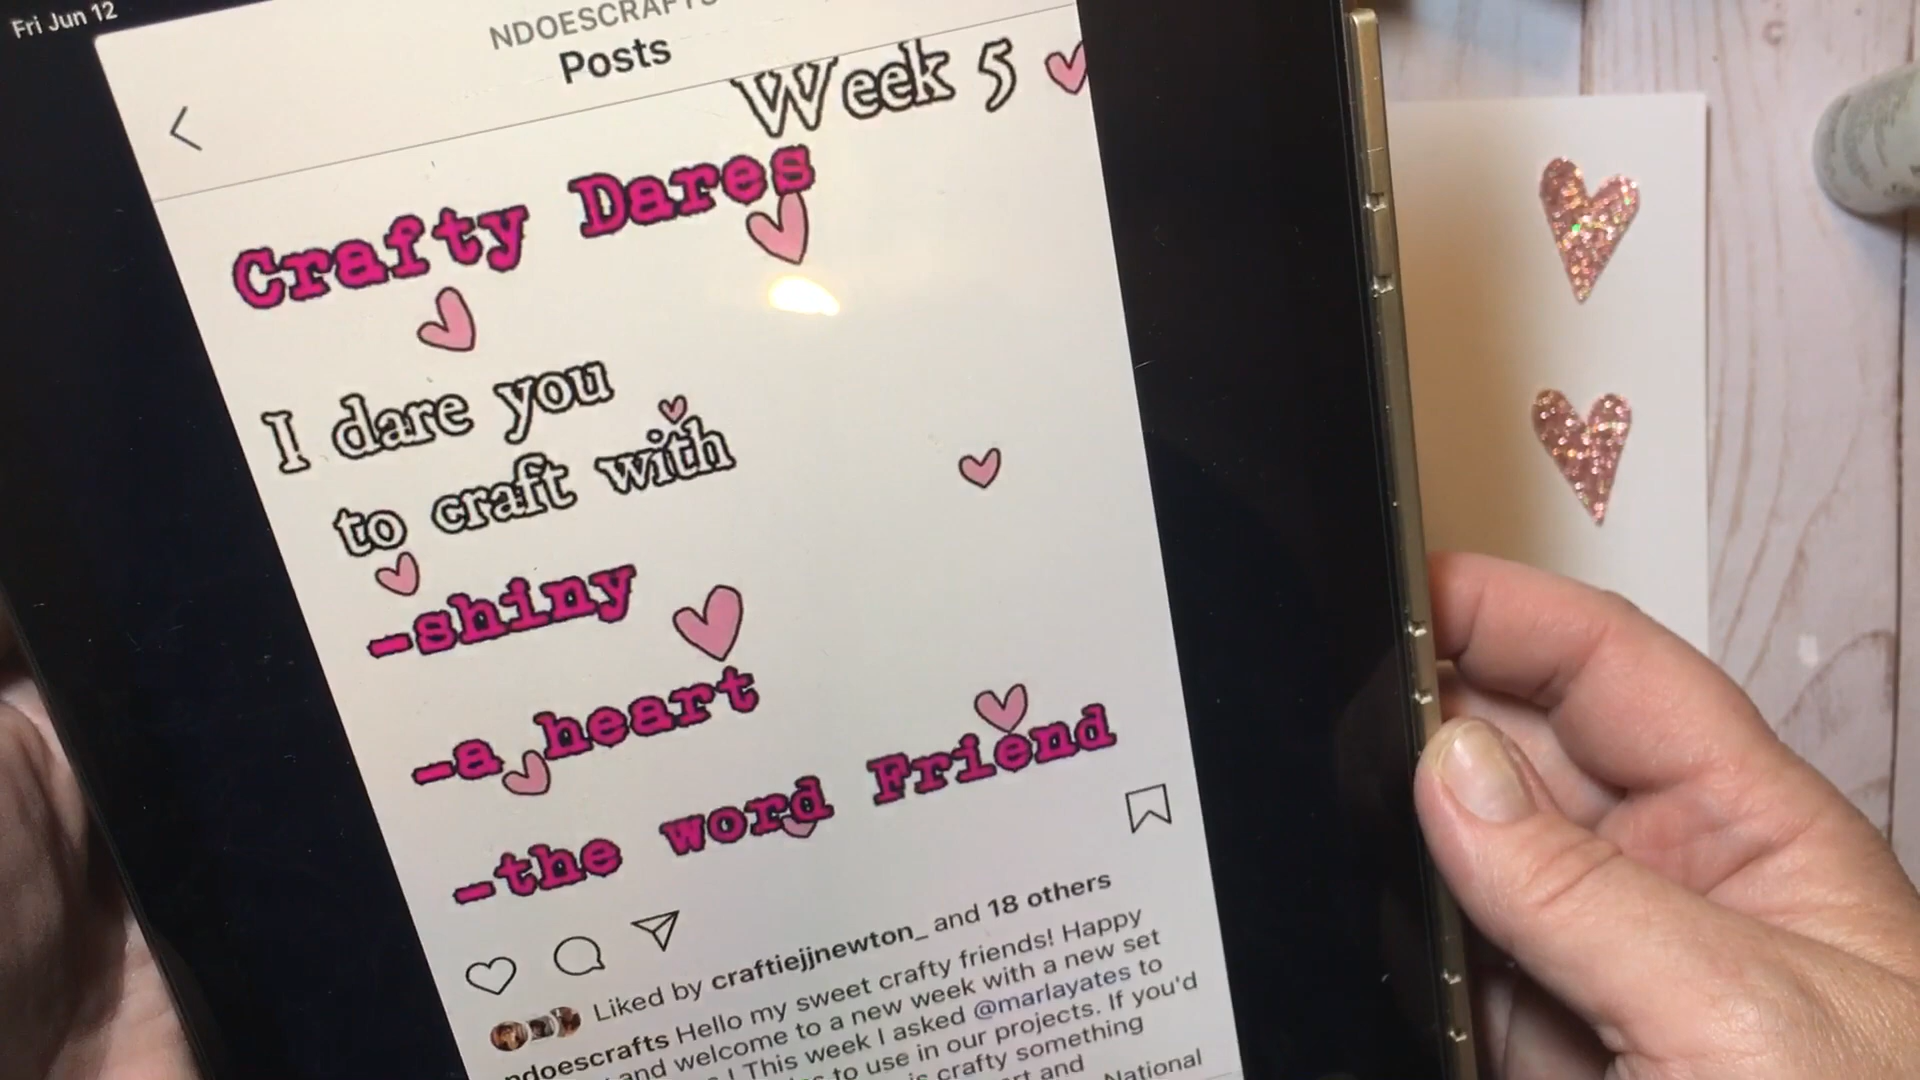 Fri Jun 12
NDOESCRAFTS
Posts
Week 5
Crafty Dares
I dare you
to craft with
-shiny
-a heart
-the word Friend
Liked by craftiejjnewton_ and 18 others
ndoescrafts Hello my sweet crafty friends! Happy
and welcome to a new week with a new set
! This week I asked @marlayates to
to use in our projects. If you'd
crafty something
and
National